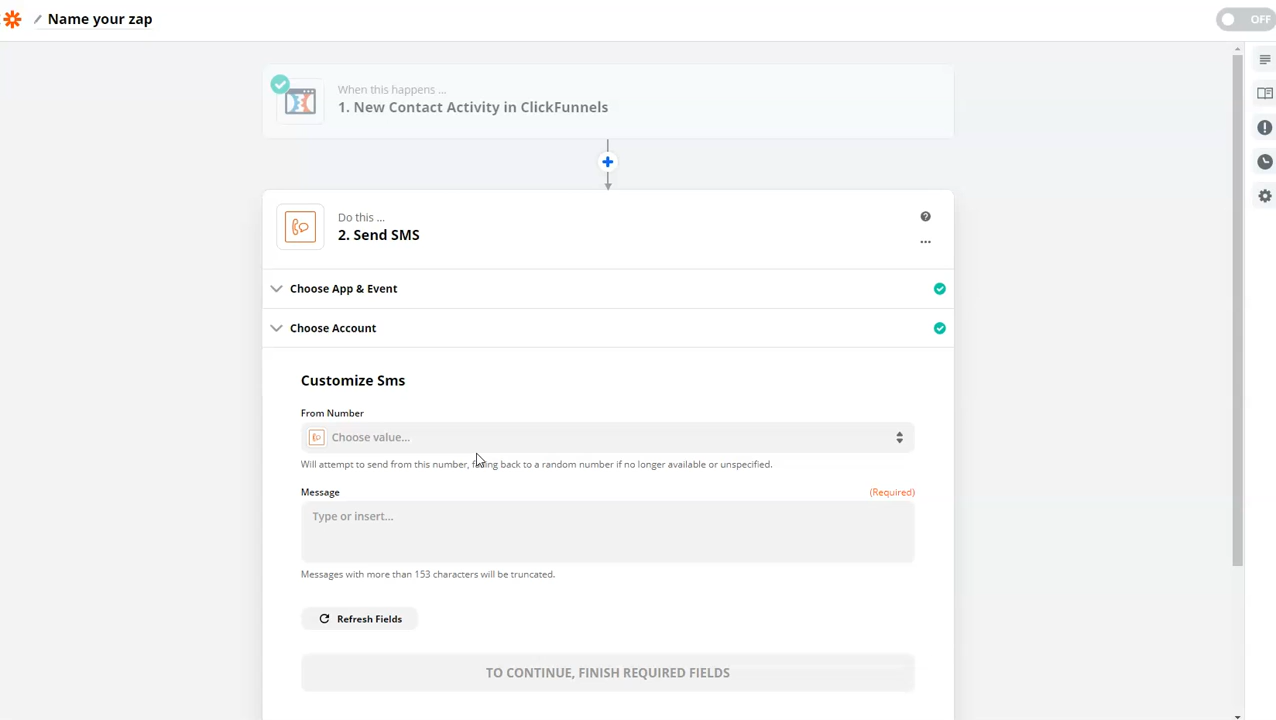 Name your zap
OFF
When this happens ...
1. New Contact Activity in ClickFunnels
Do this ...
2. Send SMS
Choose App & Event
Choose Account
Customize Sms
From Number
Choose value...
Will attempt to send from this number, falling back to a random number if no longer available or unspecified.
Message (Required)
Type or insert...
Messages with more than 153 characters will be truncated.
Refresh Fields
TO CONTINUE, FINISH REQUIRED FIELDS